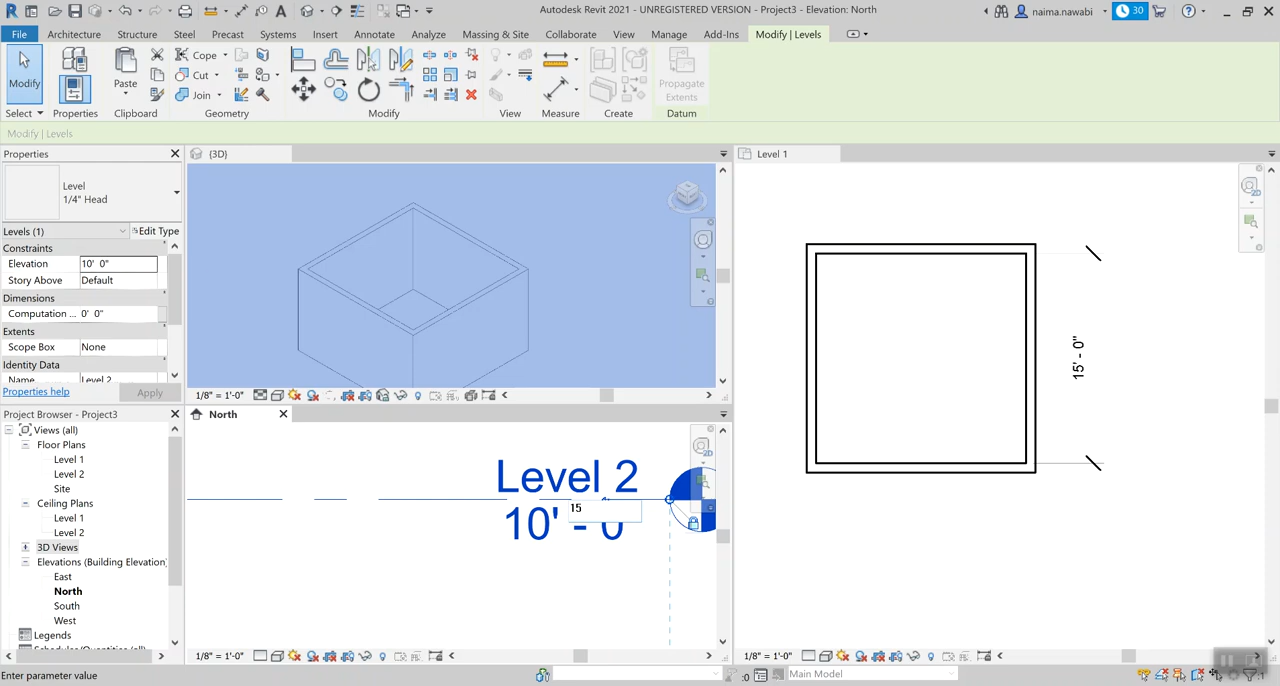 Autodesk Revit 2021 - UNREGISTERED VERSION - Project3 - Elevation: North
naima.nawabi
30
File Architecture Structure Steel Precast Systems Insert Annotate Analyze Massing & Site Collaborate View Manage Add-Ins Modify | Levels
Modify
Paste
Cope
Cut
Join
Propagate
Extents
Select Properties Clipboard Geometry Modify View Measure Create Datum
Modify | Levels
Properties
(3D)
Level 1
Level
1/4" Head
Levels (1)
Edit Type
Constraints
Elevation 10' 0"
Story Above Default
Dimensions
Computation ... 0' 0"
Extents
Scope Box None
Identity Data
Name Level 2
Properties help
Apply
1/8" = 1'-0"
Project Browser - Project3
North
Views (all)
Floor Plans
Level 1
Level 2
Site
Ceiling Plans
Level 1
Level 2
3D Views
Elevations (Building Elevation)
East
North
South
West
Legends
Schedules/Quantities (all)
Level 2
15
10' - 0
15' - 0"
1/8" = 1'-0"
1/8" = 1'-0"
Enter parameter value
:0
Main Model
:1